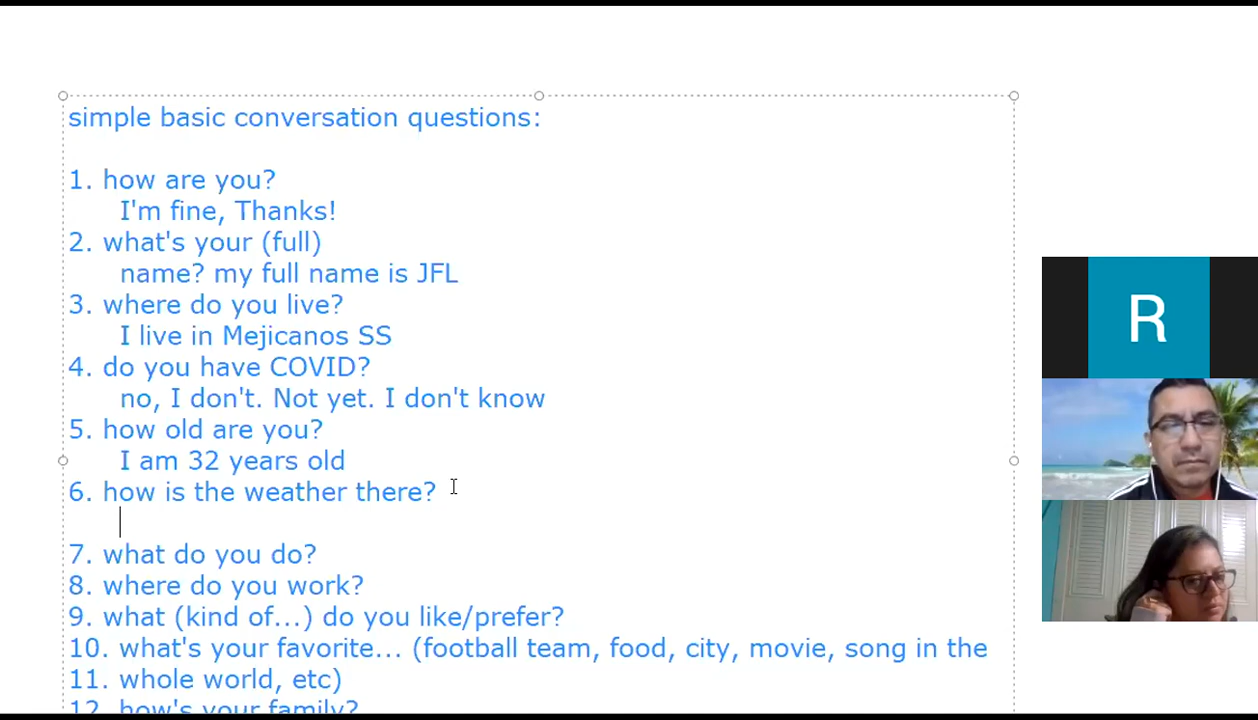 simple basic conversation questions:
1. how are you?
I'm fine, Thanks!
2. what's your (full)
name? my full name is JFL
3. where do you live?
I live in Mejicanos SS
4. do you have COVID?
no, I don't. Not yet. I don't know
5. how old are you?
I am 32 years old
6. how is the weather there?
7. what do you do?
8. where do you work?
9. what (kind of...) do you like/prefer?
10. what's your favorite... (football team, food, city, movie, song in the
11. whole world, etc)
12. how's your family?
R